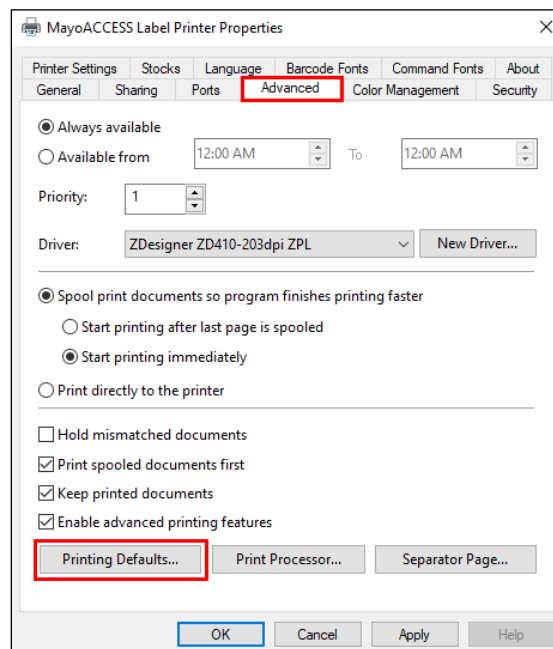 MayoACCESS Label Printer Properties
Printer Settings Stocks Language Barcode Fonts Command Fonts About
General Sharing Ports Advanced Color Management Security
Always available
Available from 12:00 AM To 12:00 AM
Priority: 1
Driver: ZDesigner ZD410-203dpi ZPL New Driver...
Spool print documents so program finishes printing faster
Start printing after last page is spooled
Start printing immediately
Print directly to the printer
Hold mismatched documents
Print spooled documents first
Keep printed documents
Enable advanced printing features
Printing Defaults... Print Processor... Separator Page...
OK Cancel Apply Help